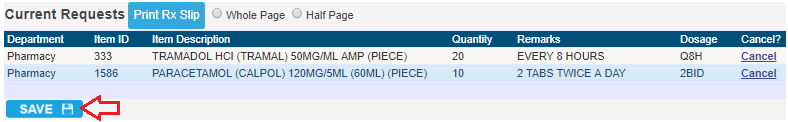 Current Requests Print Rx Slip Whole Page Half Page
Department Item ID Item Description Quantity Remarks Dosage Cancel?
Pharmacy 333 TRAMADOL HCI (TRAMAL) 50MG/ML AMP (PIECE) 20 EVERY 8 HOURS Q8H Cancel
Pharmacy 1586 PARACETAMOL (CALPOL) 120MG/5ML (60ML) (PIECE) 10 2 TABS TWICE A DAY 2BID Cancel
SAVE